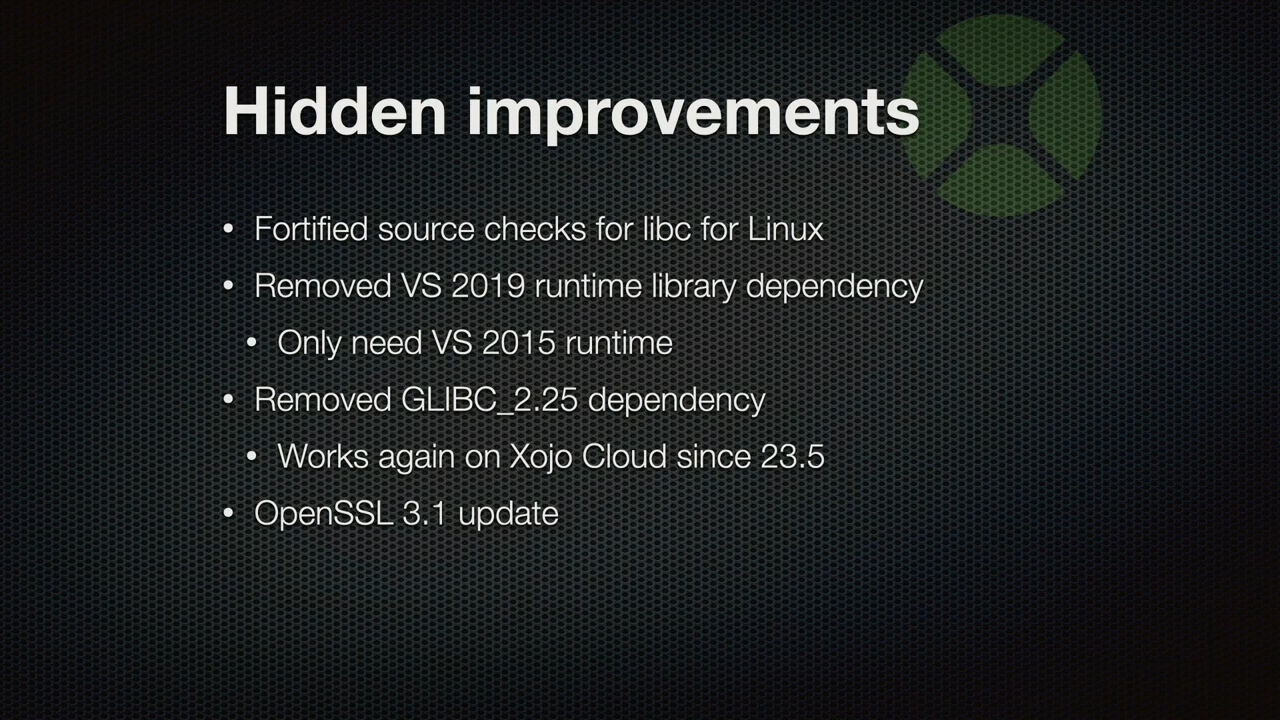 Hidden improvements
• Fortified source checks for libc for Linux
• Removed VS 2019 runtime library dependency
• Only need VS 2015 runtime
• Removed GLIBC_2.25 dependency
• Works again on Xojo Cloud since 23.5
• OpenSSL 3.1 update